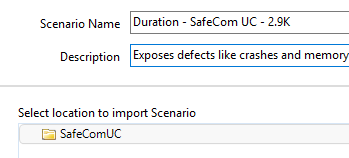 Scenario Name Duration - SafeCom UC - 2.9K
Description Exposes defects like crashes and memory
Select location to import Scenario
SafeComUC